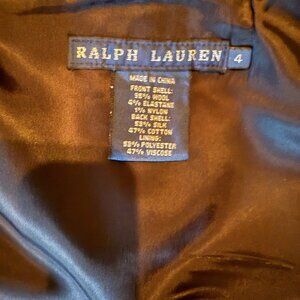 RALPH LAUREN 4
MADE IN CHINA
FRONT SHELL:
95% WOOL
4% ELASTANE
1% NYLON
BACK SHELL:
53% SILK
47% COTTON
LINING:
53% POLYESTER
47% VISCOSE